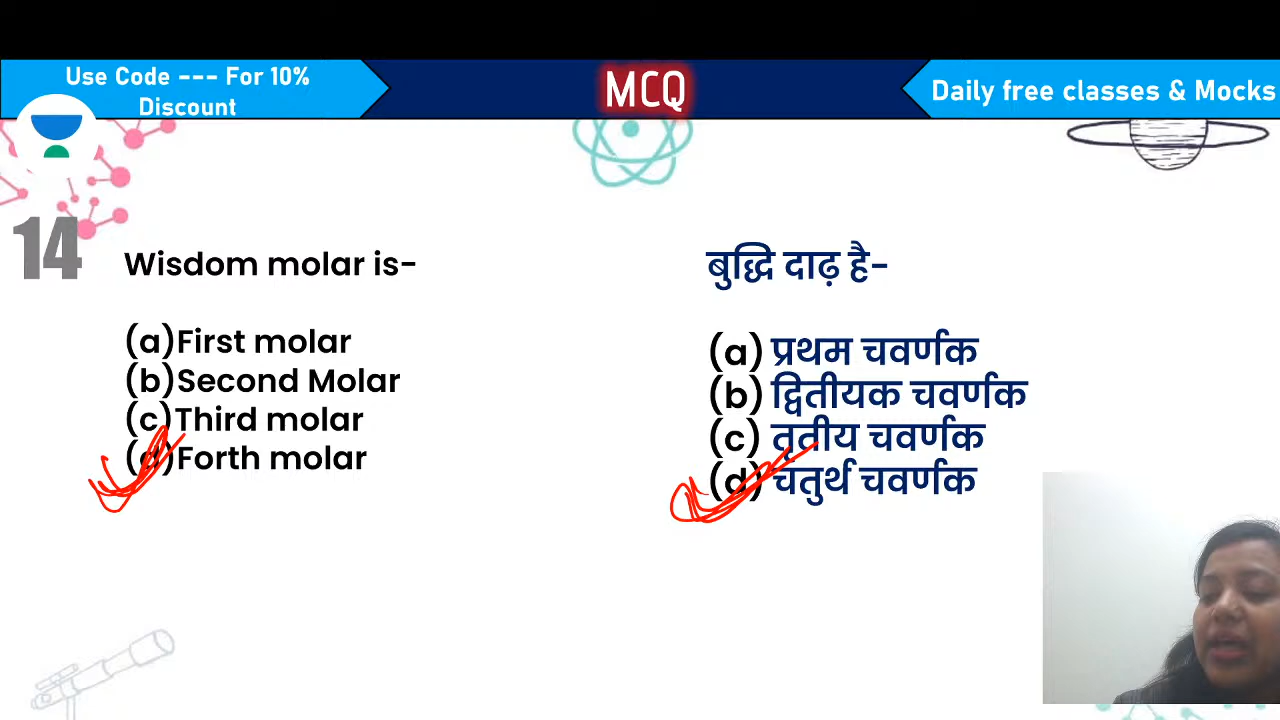 Use Code --- For 10%
Discount
MCQ
Daily free classes & Mocks
14
Wisdom molar is-
(a)First molar
(b)Second Molar
(c)Third molar
(d)Forth molar
बुद्धि दाढ़ है-
(a) प्रथम चवर्णक
(b) द्वितीयक चवर्णक
(c) तृतीय चवर्णक
(d) चतुर्थ चवर्णक